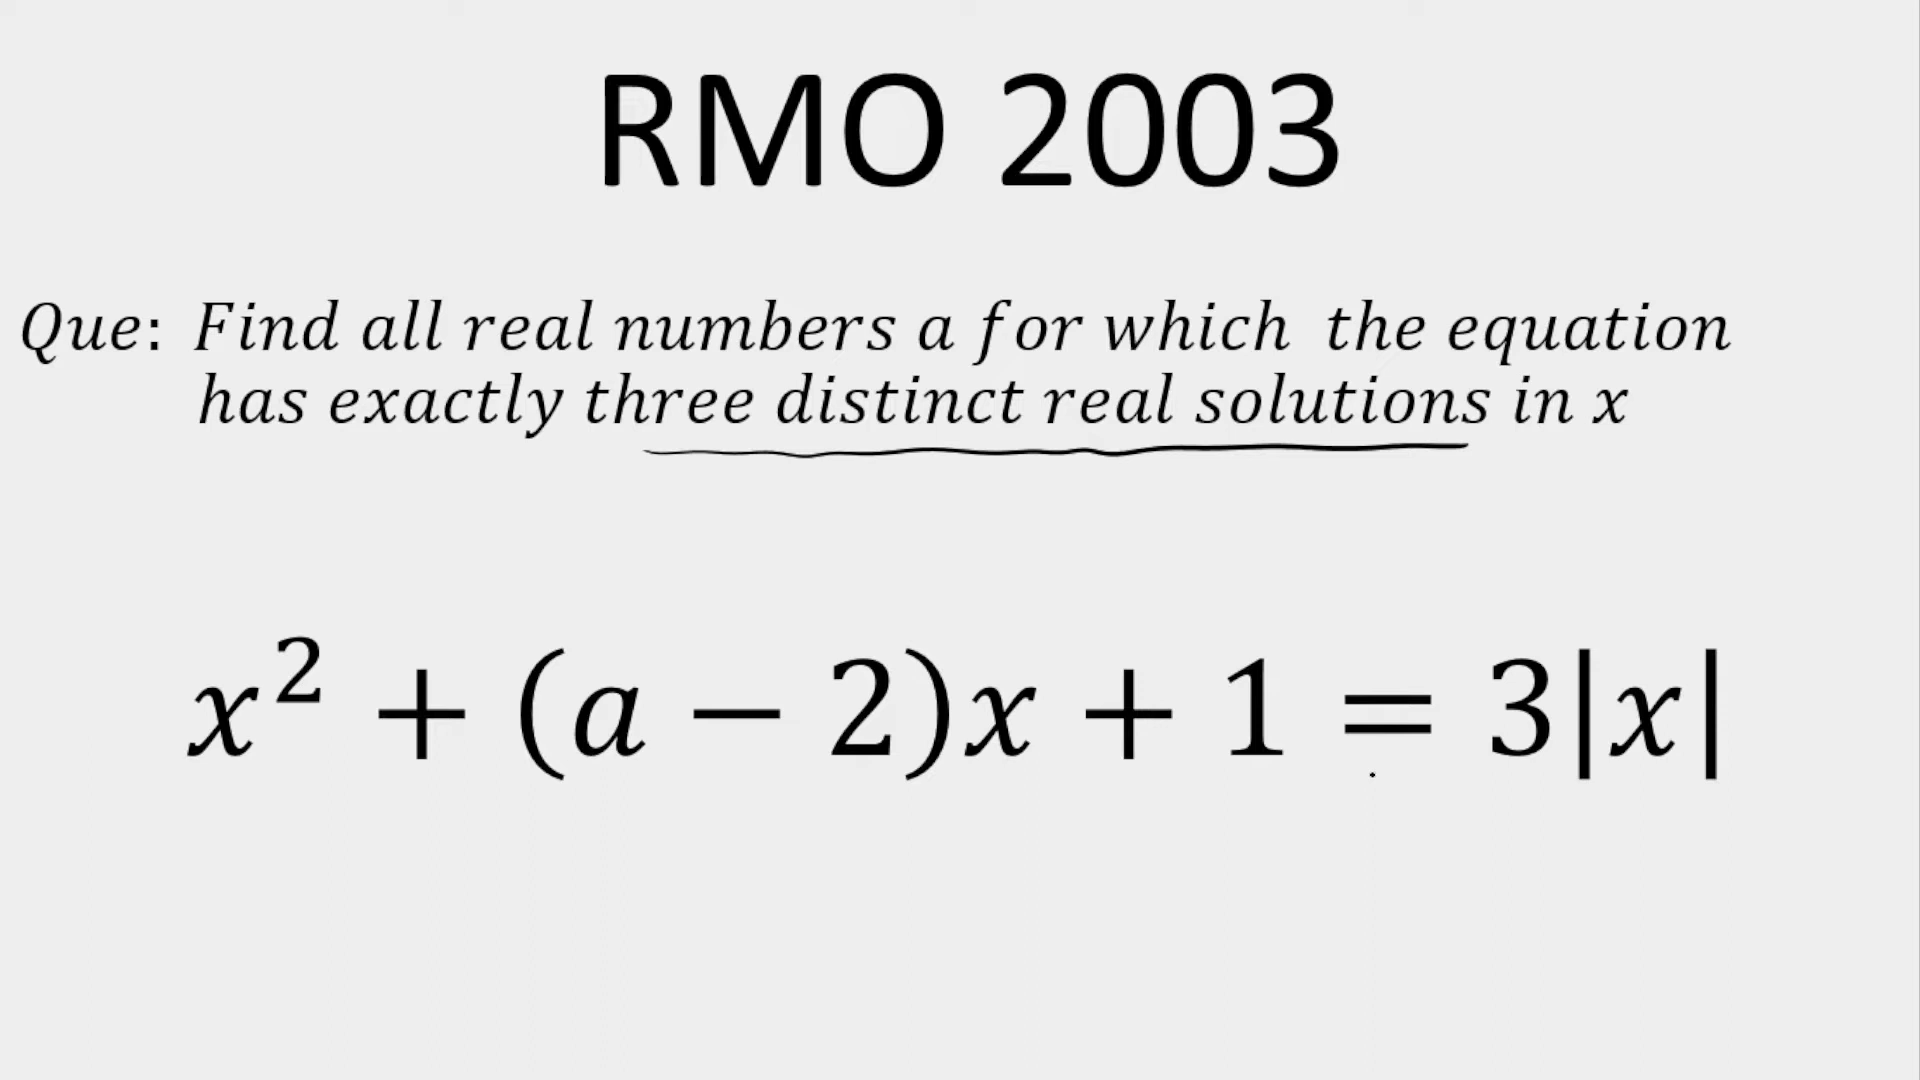 RMO 2003
Que: Find all real numbers a for which the equation
has exactly three distinct real solutions in x
x² + (a − 2)x + 1 = 3|x|